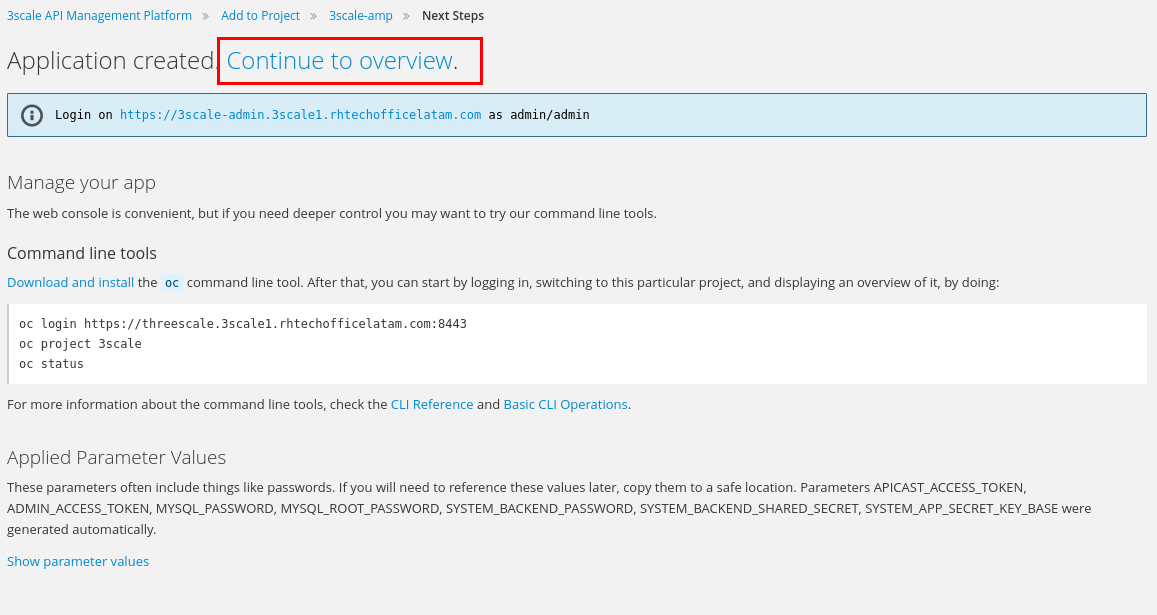 3scale API Management Platform » Add to Project » 3scale-amp » Next Steps
Application created. Continue to overview.
Login on https://3scale-admin.3scale1.rhtechofficelatam.com as admin/admin
Manage your app
The web console is convenient, but if you need deeper control you may want to try our command line tools.
Command line tools
Download and install the oc command line tool. After that, you can start by logging in, switching to this particular project, and displaying an overview of it, by doing:
oc login https://threescale.3scale1.rhtechofficelatam.com:8443
oc project 3scale
oc status
For more information about the command line tools, check the CLI Reference and Basic CLI Operations.
Applied Parameter Values
These parameters often include things like passwords. If you will need to reference these values later, copy them to a safe location. Parameters APICAST_ACCESS_TOKEN,
ADMIN_ACCESS_TOKEN, MYSQL_PASSWORD, MYSQL_ROOT_PASSWORD, SYSTEM_BACKEND_PASSWORD, SYSTEM_BACKEND_SHARED_SECRET, SYSTEM_APP_SECRET_KEY_BASE were
generated automatically.
Show parameter values